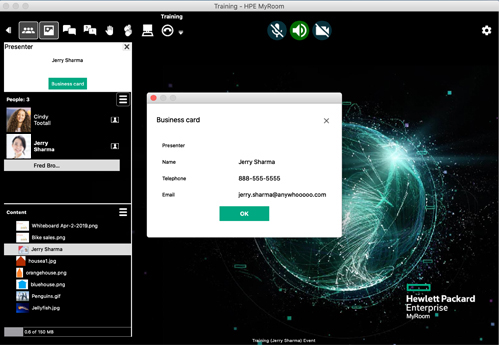 Training - HPE MyRoom
Training
Presenter
Jerry Sharma
Business card
People: 3
Cindy
Tootall
Jerry
Sharma
Fred Bro...
Content
Whiteboard Apr-2-2019.png
Bike sales.png
Jerry Sharma
housea1.jpg
orangehouse.png
bluehouse.png
Penguins.gif
Jellyfish.jpg
0.6 of 150 MB
Business card
Presenter
Name Jerry Sharma
Telephone 888-555-5555
Email jerry.sharma@anywhooooo.com
OK
Hewlett Packard
Enterprise
MyRoom
Training (Jerry Sharma) Event